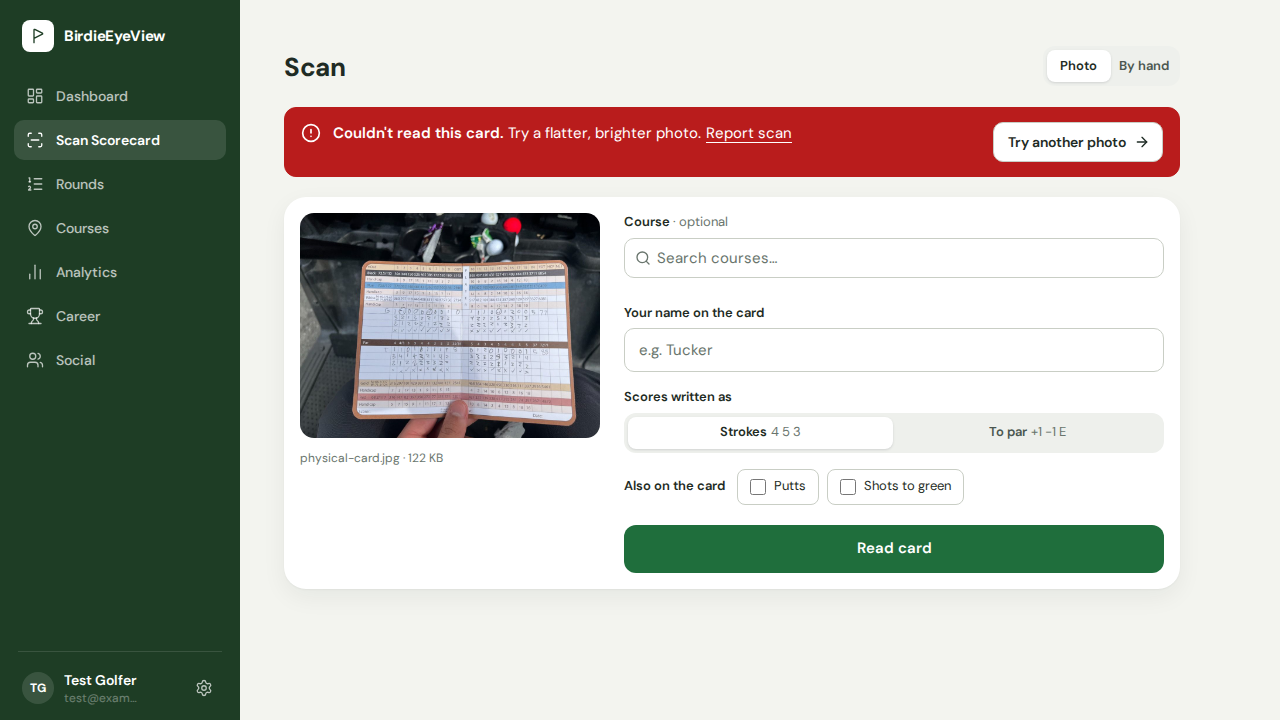 BirdieEyeView
Dashboard
Scan Scorecard
Rounds
Courses
Analytics
Career
Social
TG
Test Golfer
test@exam...
Scan
Photo
By hand
Couldn't read this card. Try a flatter, brighter photo. Report scan
Try another photo
physical-card.jpg · 122 KB
Course · optional
Search courses...
Your name on the card
e.g. Tucker
Scores written as
Strokes 4 5 3
To par +1 -1 E
Also on the card
Putts
Shots to green
Read card